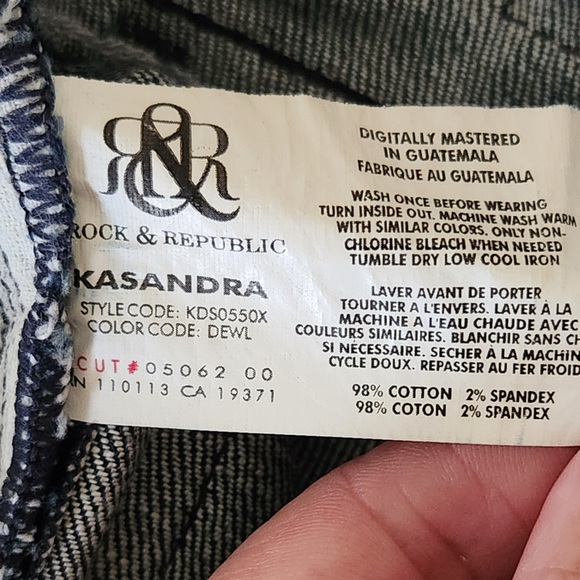 ROCK & REPUBLIC
KASANDRA
STYLE CODE: KDS0550X
COLOR CODE: DEWL
CUT# 05062 00
110113 CA 19371
DIGITALLY MASTERED
IN GUATEMALA
FABRIQUE AU GUATEMALA
WASH ONCE BEFORE WEARING
TURN INSIDE OUT. MACHINE WASH WARM
WITH SIMILAR COLORS. ONLY NON-
CHLORINE BLEACH WHEN NEEDED
TUMBLE DRY LOW COOL IRON
LAVER AVANT DE PORTER
TOURNER A L'ENVERS. LAVER À LA
MACHINE A L'EAU CHAUDE AVEC
COULEURS SIMILAIRES. BLANCHIR SANS
SI NÉCESSAIRE. SECHER À LA MACHIN
CYCLE DOUX. REPASSER AU FER FROID
98% COTTON 2% SPANDEX
98% COTON 2% SPANDEX